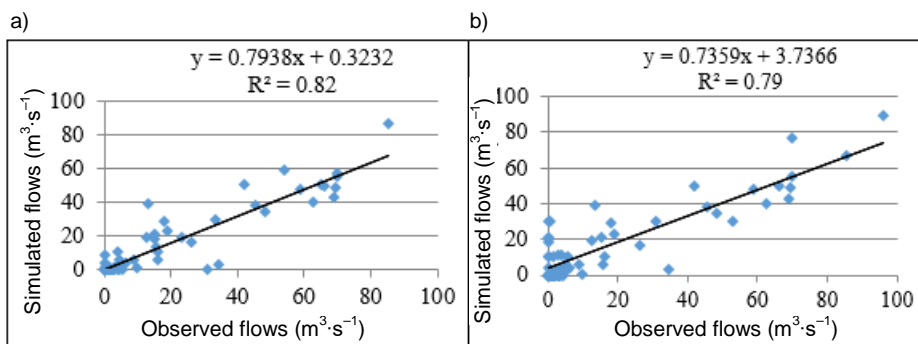 a)
y = 0.7938x + 0.3232
R² = 0.82
Simulated flows (m³·s⁻¹)
100
80
60
40
20
0
0 20 40 60 80 100
Observed flows (m³·s⁻¹)
b)
y = 0.7359x + 3.7366
R² = 0.79
Simulated flows (m³·s⁻¹)
100
80
60
40
20
0
0 20 40 60 80 100
Observed flows (m³·s⁻¹)